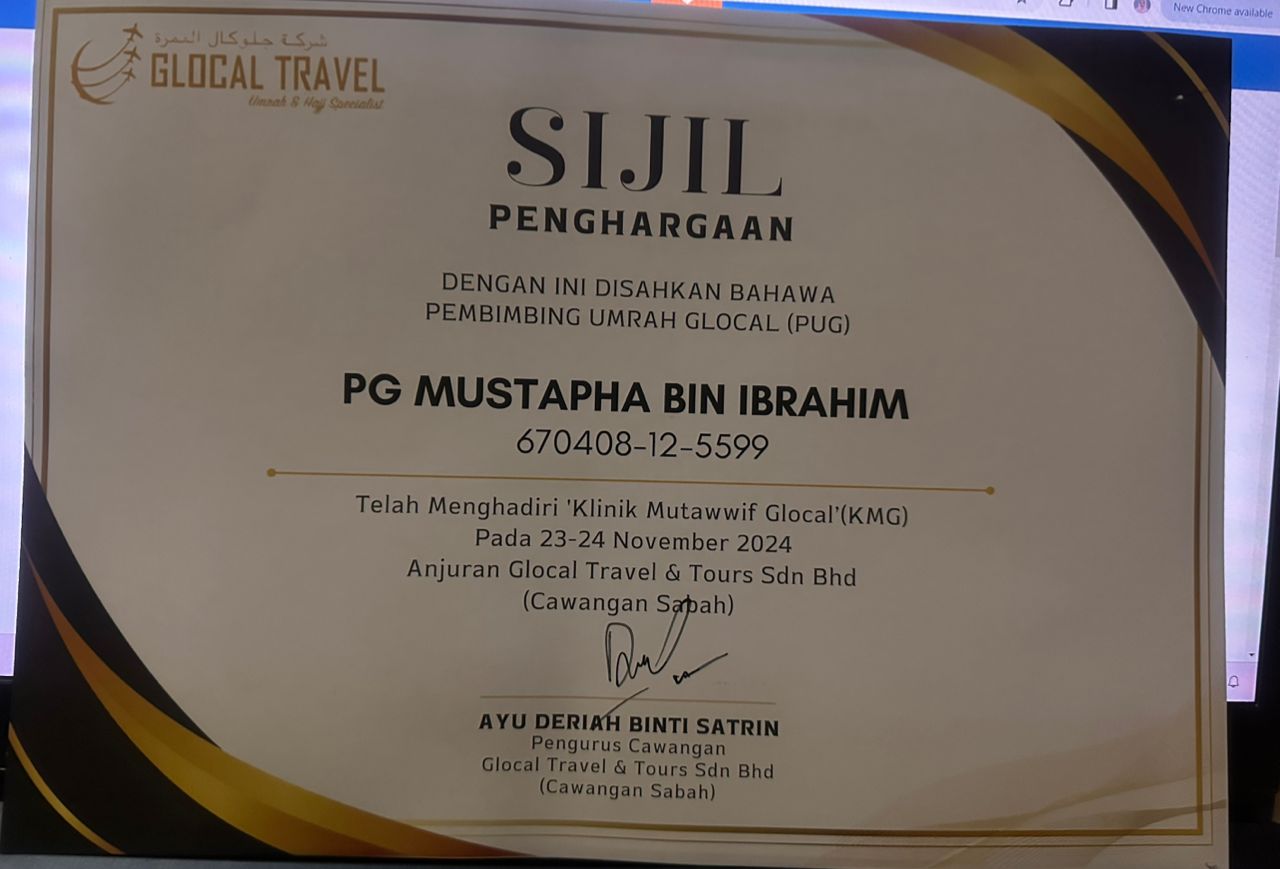 New Chrome available
شركة جلوكال العمرة
GLOCAL TRAVEL
Umrah & Hajj Specialist
SIJIL
PENGHARGAAN
DENGAN INI DISAHKAN BAHAWA
PEMBIMBING UMRAH GLOCAL (PUG)
PG MUSTAPHA BIN IBRAHIM
670408-12-5599
Telah Menghadiri 'Klinik Mutawwif Glocal'(KMG)
Pada 23-24 November 2024
Anjuran Glocal Travel & Tours Sdn Bhd
(Cawangan Sabah)
AYU DERIAH BINTI SATRIN
Pengurus Cawangan
Glocal Travel & Tours Sdn Bhd
(Cawangan Sabah)